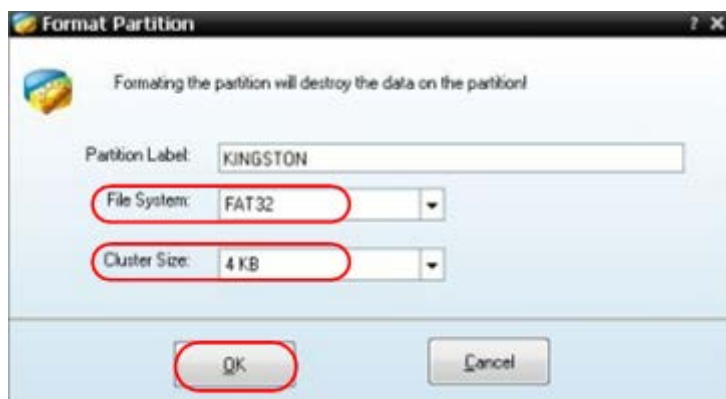 Format Partition ? X
Formating the partition will destroy the data on the partition!
Partition Label: KINGSTON
File System: FAT32
Cluster Size: 4 KB
OK Cancel